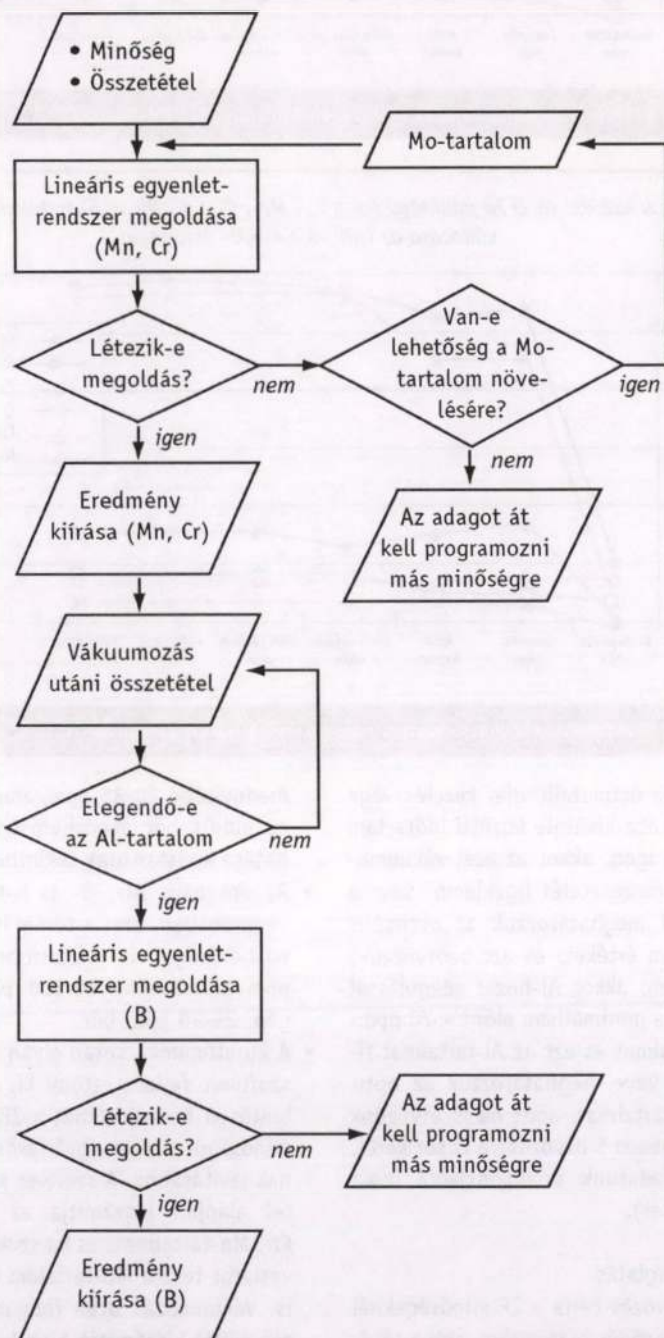 • Minőség
• Összetétel
Mo-tartalom
Lineáris egyenlet-
rendszer megoldása
(Mn, Cr)
Létezik-e
megoldás?
nem
Van-e
lehetőség a Mo-
tartalom növe-
lésére?
igen
igen
nem
Eredmény
kiírása (Mn, Cr)
Az adagot át
kell programozni
más minőségre
Vákuumozás
utáni összetétel
Elegendő-e
az Al-tartalom
nem
igen
Lineáris egyenlet-
rendszer megoldása
(B)
Létezik-e
megoldás?
nem
Az adagot át
kell programozni
más minőségre
igen
Eredmény
kiírása (B)